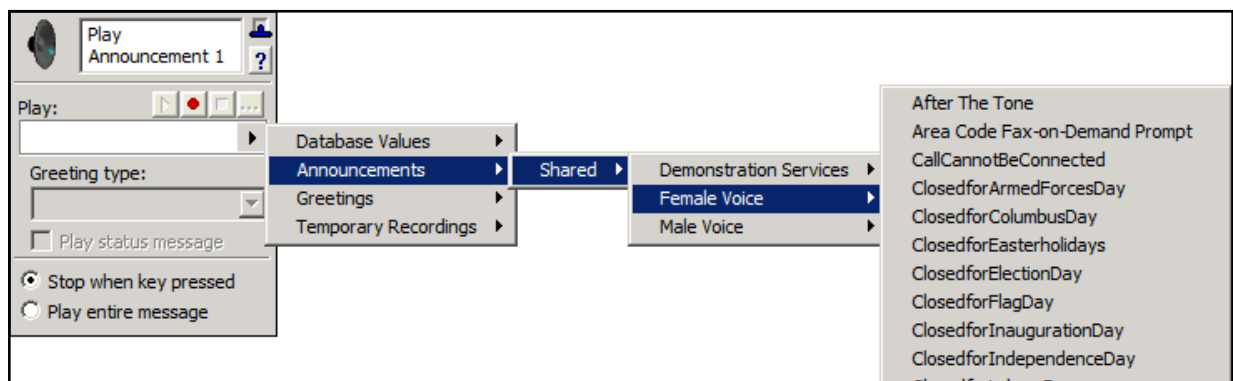 Play
Announcement 1
?
Play:
...
Greeting type:
Play status message
Stop when key pressed
Play entire message
Database Values
Announcements
Greetings
Temporary Recordings
Shared
Demonstration Services
Female Voice
Male Voice
After The Tone
Area Code Fax-on-Demand Prompt
CallCannotBeConnected
ClosedforArmedForcesDay
ClosedforColumbusDay
ClosedforEasterholidays
ClosedforElectionDay
ClosedforFlagDay
ClosedforInaugurationDay
ClosedforIndependenceDay